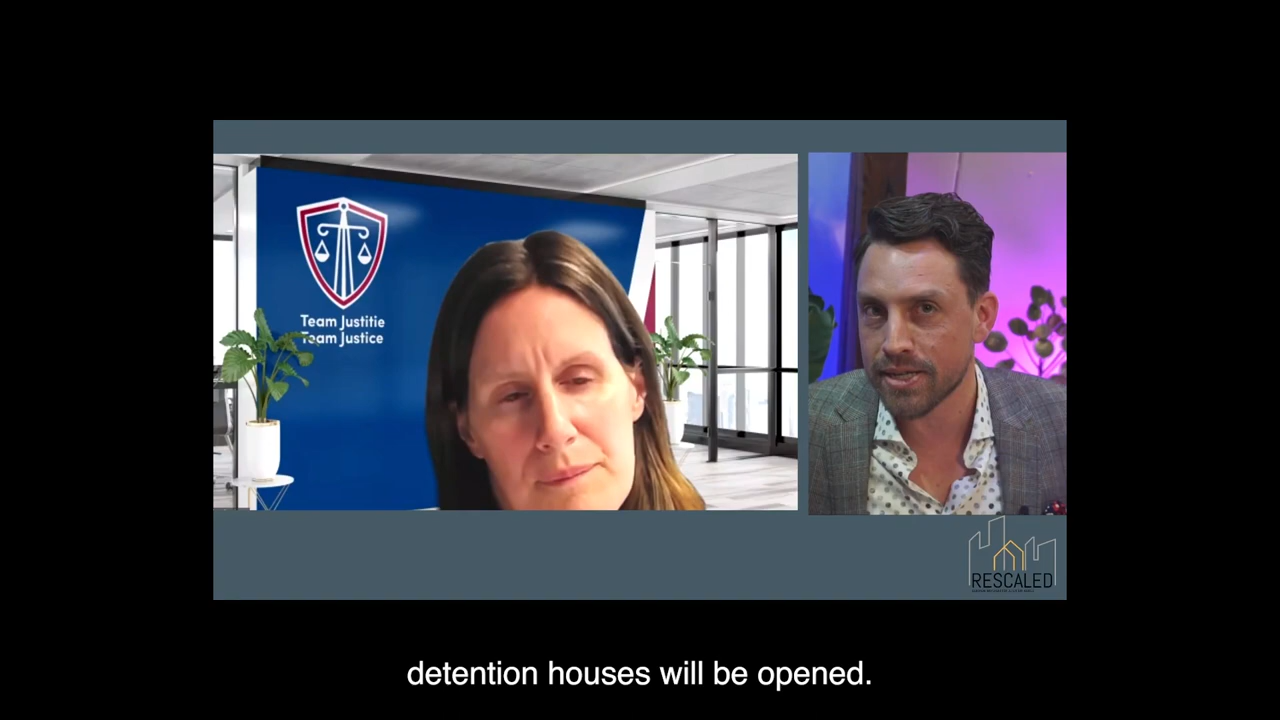 Team Justitie
Team Justice
RESCALED
detention houses will be opened.